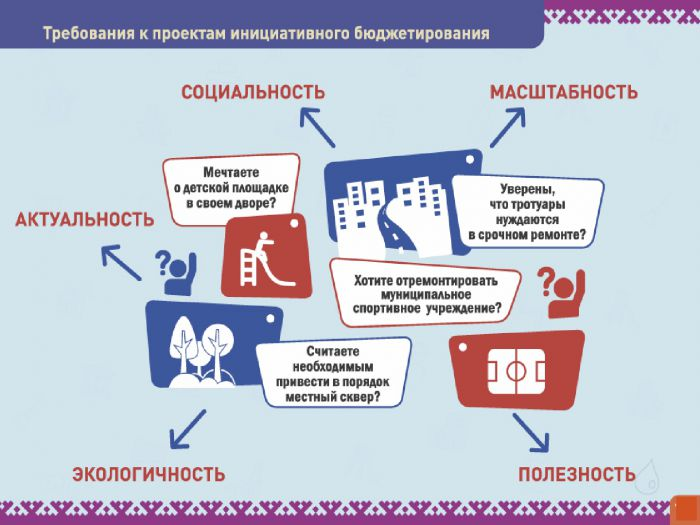 Требования к проектам инициативного бюджетирования
СОЦИАЛЬНОСТЬ
МАСШТАБНОСТЬ
Мечтаете
о детской площадке
в своем дворе?
Уверены,
что тротуары
нуждаются
в срочном ремонте?
АКТУАЛЬНОСТЬ
?
Хотите отремонтировать
муниципальное
спортивное учреждение?
?
Считаете
необходимым
привести в порядок
местный сквер?
ЭКОЛОГИЧНОСТЬ
ПОЛЕЗНОСТЬ